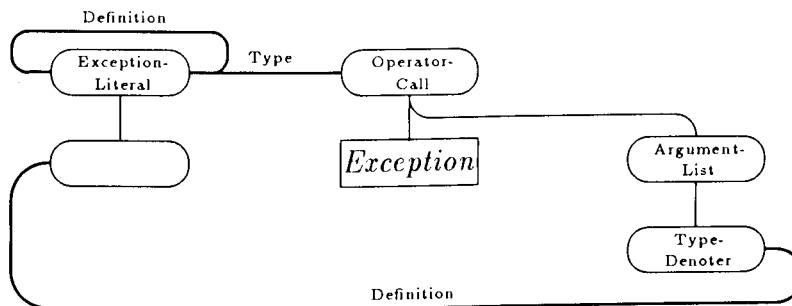 Definition
Exception-
Literal
Type
Operator-
Call
Exception
Argument-
List
Type-
Denoter
Definition